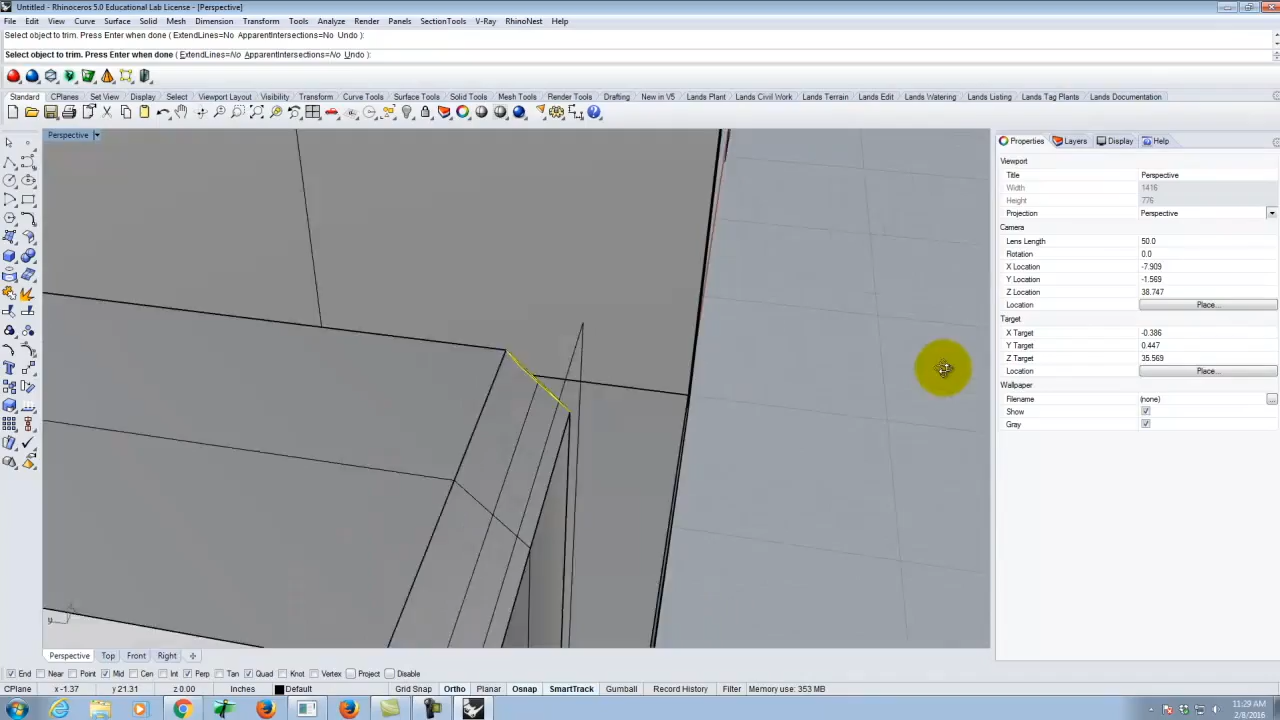 Untitled - Rhinoceros 5.0 Educational Lab License - [Perspective]
File Edit View Curve Surface Solid Mesh Dimension Transform Tools Analyze Render Panels SectionTools V-Ray RhinoNest Help
Select object to trim. Press Enter when done ( ExtendLines=No ApparentIntersections=No Undo ):
Select object to trim. Press Enter when done ( ExtendLines=No ApparentIntersections=No Undo ):
Standard CPlanes Set View Display Select Viewport Layout Visibility Transform Curve Tools Surface Tools Solid Tools Mesh Tools Render Tools Drafting New in V5 Lands Plant Lands Civil Work Lands Terrain Lands Edit Lands Watering Lands Listing Lands Tag Plants Lands Documentation
Perspective
Properties Layers Display Help
Viewport
Title Perspective
Width 1416
Height 776
Projection Perspective
Camera
Lens Length 50.0
Rotation 0.0
X Location -7.909
Y Location -1.569
Z Location 38.747
Location Place...
Target
X Target -0.386
Y Target 0.447
Z Target 35.569
Location Place...
Wallpaper
Filename (none) ...
Show
Gray
y
Perspective Top Front Right
End Near Point Mid Cen Int Perp Tan Quad Knot Vertex Project Disable
CPlane x -1.37 y 21.31 z 0.00 Inches Default Grid Snap Ortho Planar Osnap SmartTrack Gumball Record History Filter Memory use: 353 MB
11:29 AM
2/8/2016